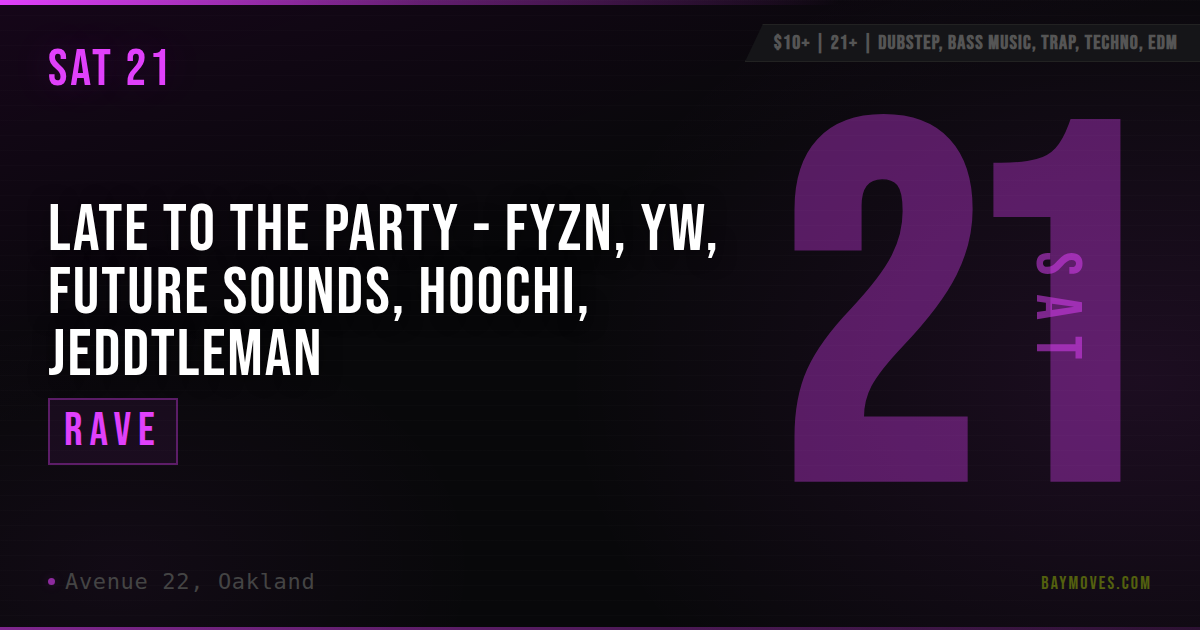 SAT 21
$10+ | 21+ | DUBSTEP, BASS MUSIC, TRAP, TECHNO, EDM
21
SAT
LATE TO THE PARTY - FYZN, YW,
FUTURE SOUNDS, HOOCHI,
JEDDTLEMAN
RAVE
Avenue 22, Oakland
BAYMOVES.COM